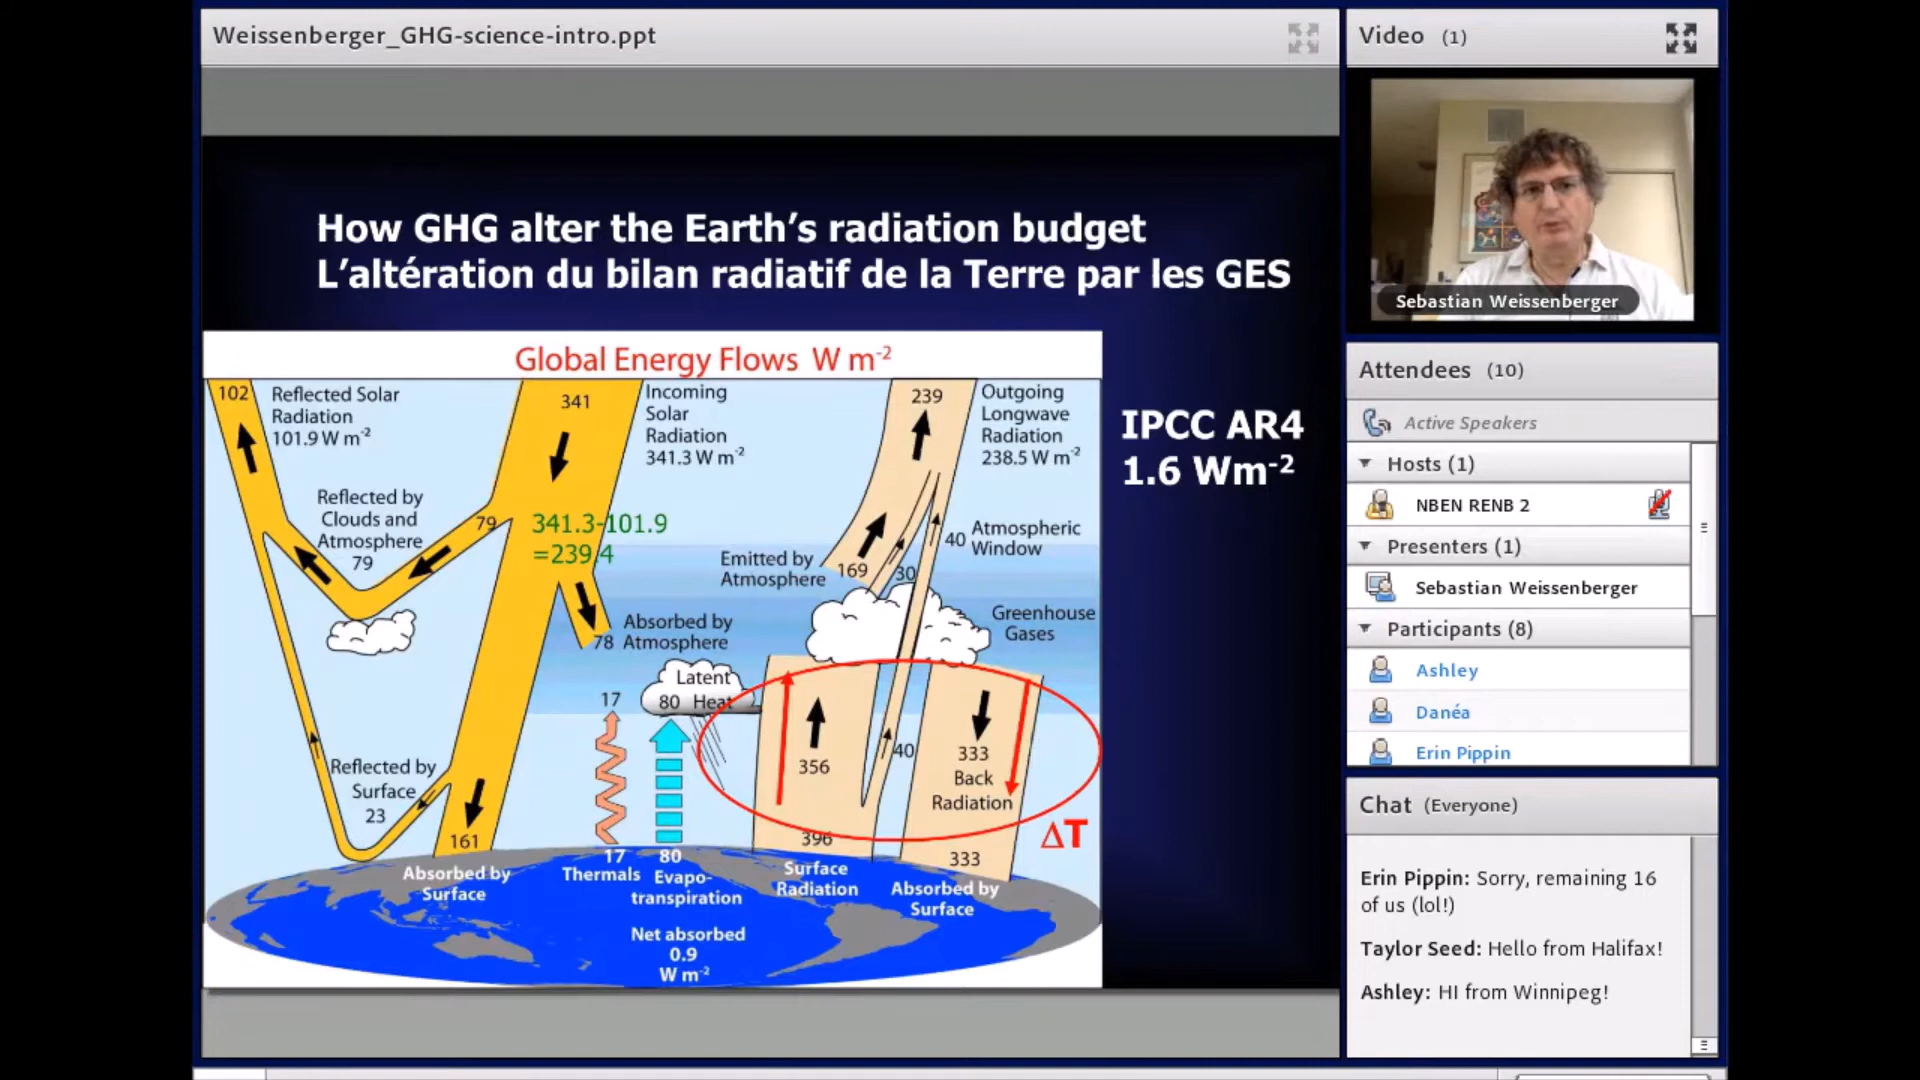 Weissenberger_GHG-science-intro.ppt
How GHG alter the Earth's radiation budget
L'altération du bilan radiatif de la Terre par les GES
Global Energy Flows W m-2
102
Reflected Solar
Radiation
101.9 W m-2
341
Incoming
Solar
Radiation
341.3 W m-2
239
Outgoing
Longwave
Radiation
238.5 W m-2
IPCC AR4
1.6 Wm-2
Reflected by
Clouds and
Atmosphere
79
79
341.3-101.9
=239.4
Emitted by
Atmosphere
169
30
40
Atmospheric
Window
Greenhouse
Gases
78
Absorbed by
Atmosphere
Latent
80 Heat
17
356
40
333
Back
Radiation
ΔT
Reflected by
Surface
23
161
Absorbed by
Surface
17
Thermals
80
Evapo-
transpiration
396
Surface
Radiation
333
Absorbed by
Surface
Net absorbed
0.9
W m-2
Video (1)
Sebastian Weissenberger
Attendees (10)
Active Speakers
Hosts (1)
NBEN RENB 2
Presenters (1)
Sebastian Weissenberger
Participants (8)
Ashley
Danéa
Erin Pippin
Chat (Everyone)
Erin Pippin: Sorry, remaining 16
of us (lol!)
Taylor Seed: Hello from Halifax!
Ashley: HI from Winnipeg!